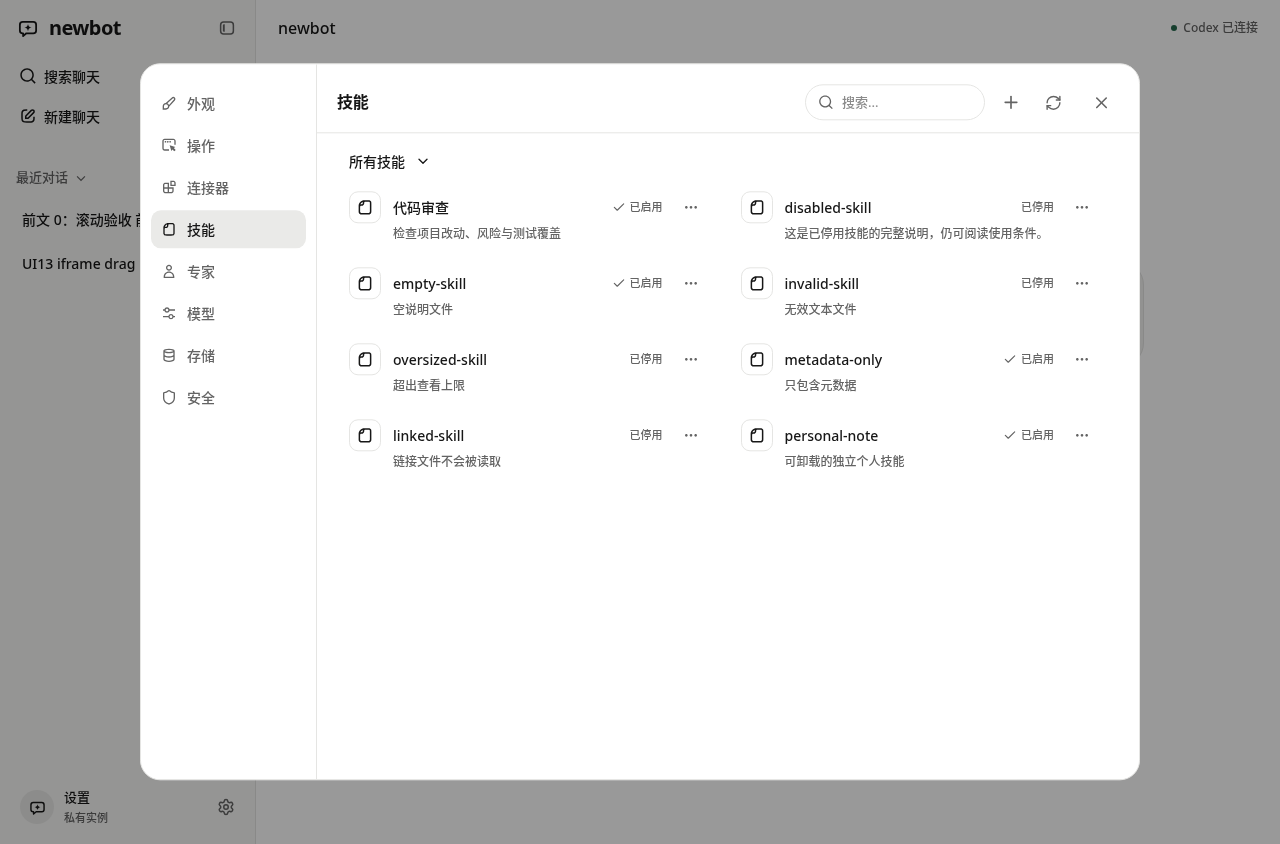 newbot
搜索聊天
新建聊天
最近对话
前文 0：滚动验收
UI13 iframe drag
设置
私有实例
newbot
Codex 已连接
外观
操作
连接器
技能
专家
模型
存储
安全
技能
搜索...
所有技能
代码审查
已启用
检查项目改动、风险与测试覆盖
disabled-skill
已停用
这是已停用技能的完整说明，仍可阅读使用条件。
empty-skill
已启用
空说明文件
invalid-skill
已停用
无效文本文件
oversized-skill
已停用
超出查看上限
metadata-only
已启用
只包含元数据
linked-skill
已停用
链接文件不会被读取
personal-note
已启用
可卸载的独立个人技能